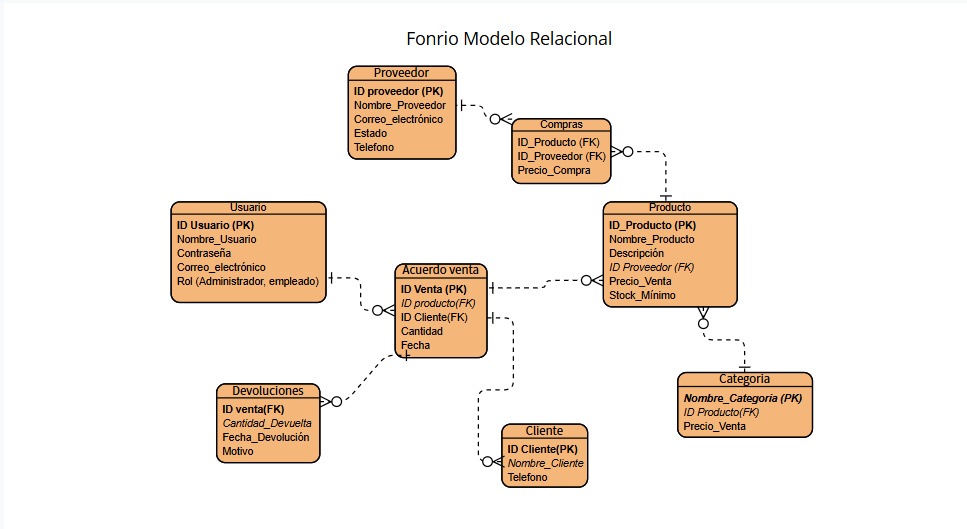 Fonrio Modelo Relacional
Proveedor
ID proveedor (PK)
Nombre_Proveedor
Correo_electrónico
Estado
Telefono
Compras
ID_Producto (FK)
ID_Proveedor (FK)
Precio_Compra
Usuario
ID Usuario (PK)
Nombre_Usuario
Contraseña
Correo_electrónico
Rol (Administrador, empleado)
Producto
ID_Producto (PK)
Nombre_Producto
Descripción
ID Proveedor (FK)
Precio_Venta
Stock_Mínimo
Acuerdo venta
ID Venta (PK)
ID producto(FK)
ID Cliente(FK)
Cantidad
Fecha
Devoluciones
ID venta(FK)
Cantidad_Devuelta
Fecha_Devolución
Motivo
Categoria
Nombre_Categoria (PK)
ID Producto(FK)
Precio_Venta
Cliente
ID Cliente(PK)
Nombre_Cliente
Telefono